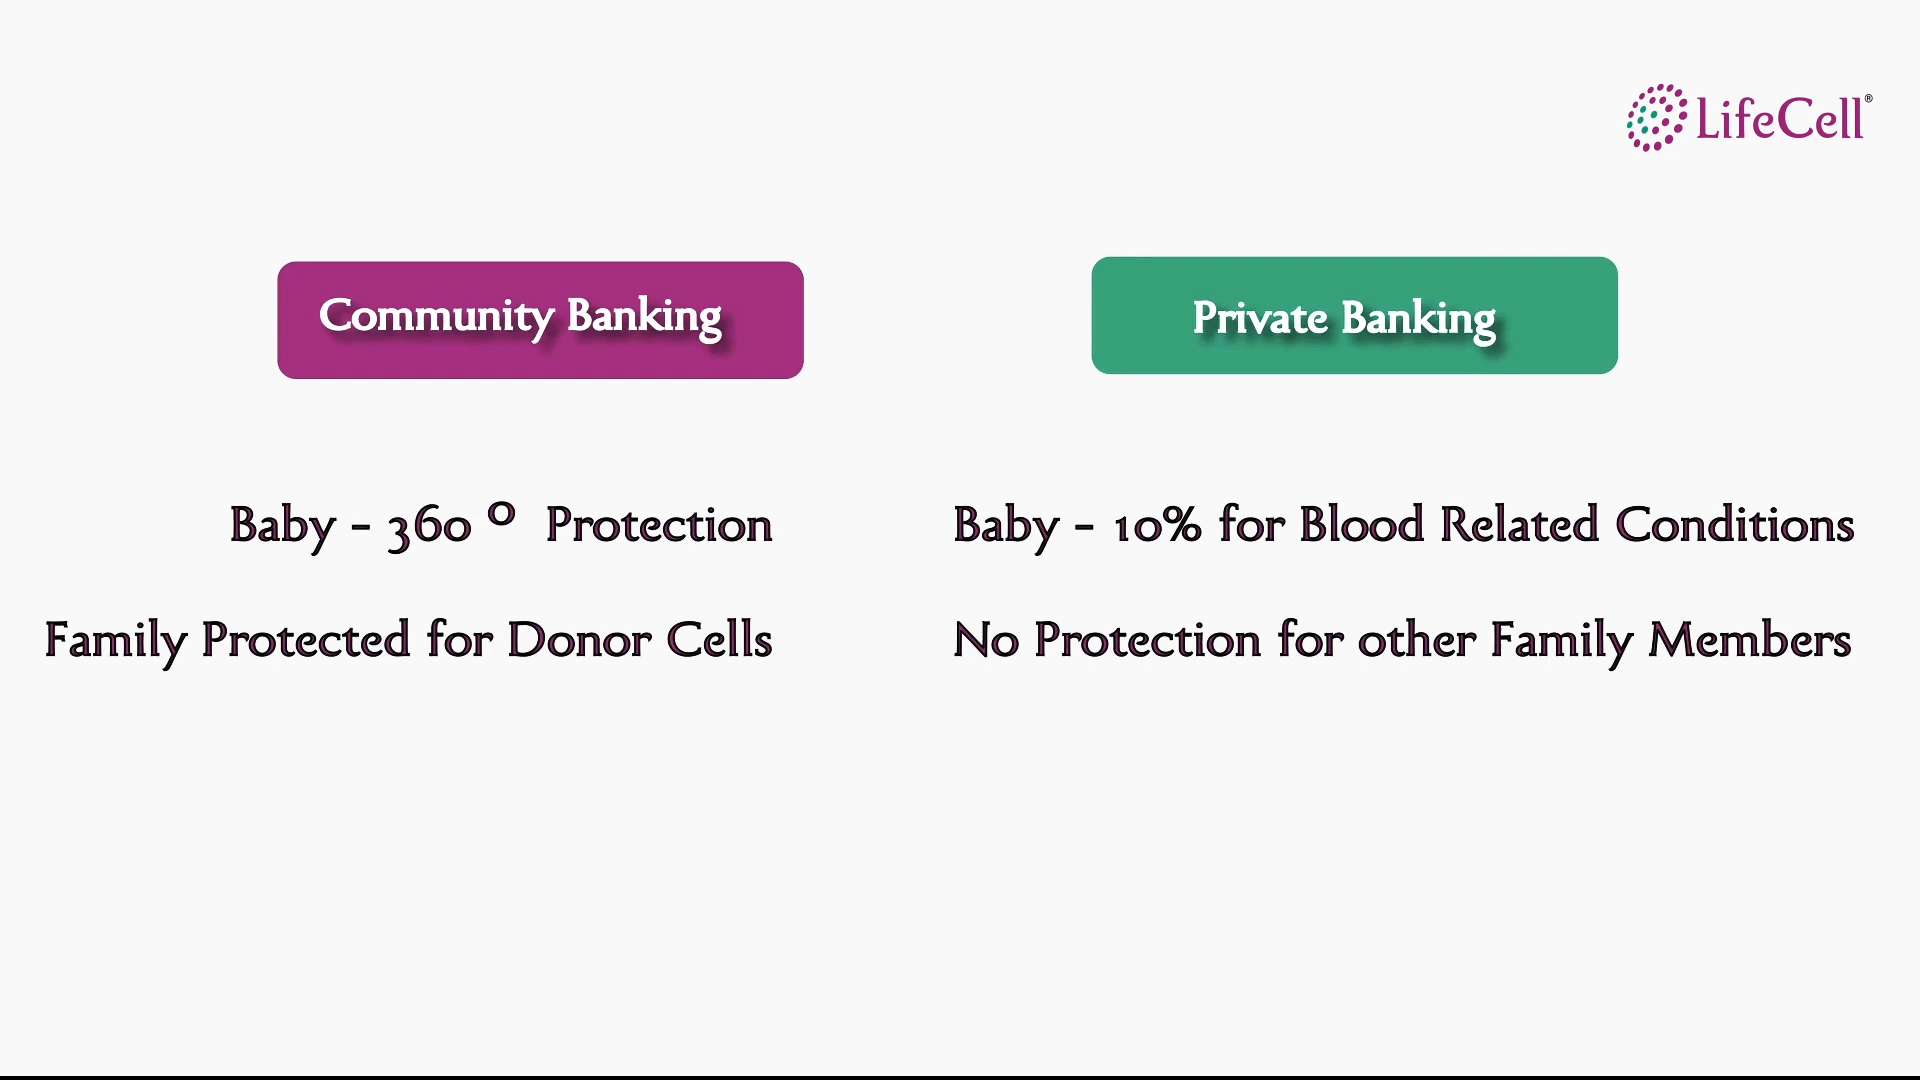 LifeCell®
Community Banking
Private Banking
Baby - 360 ⁰ Protection
Baby - 10% for Blood Related Conditions
Family Protected for Donor Cells
No Protection for other Family Members